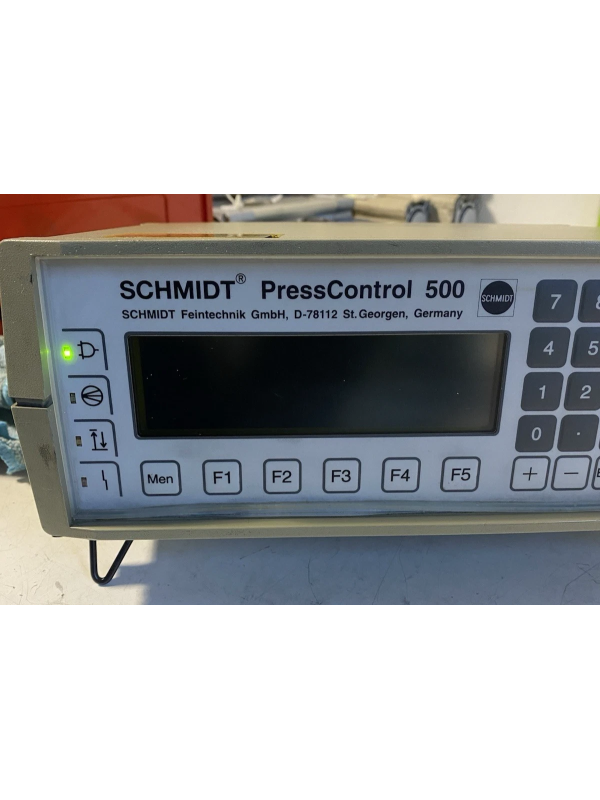 SCHMIDT® PressControl 500
SCHMIDT
SCHMIDT Feintechnik GmbH, D-78112 St.Georgen, Germany
7 8
4 5
1 2
0 .
Men F1 F2 F3 F4 F5 + − E